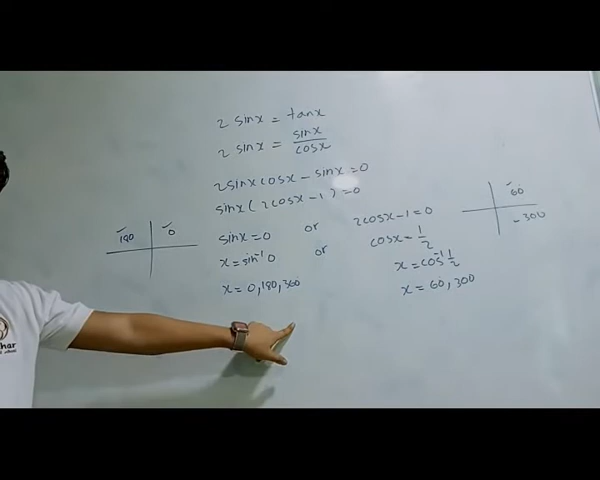 2 sinx = tanx
2 sinx = sinx/cosx
2sinxcosx - sinx = 0
sinx(2cosx - 1) = 0
sinx = 0 or 2cosx - 1 = 0
x = sin⁻¹ 0 or cosx = 1/2
x = cos⁻¹ 1/2
x = 0, 180, 360
x = 60, 300
180 0
60
300